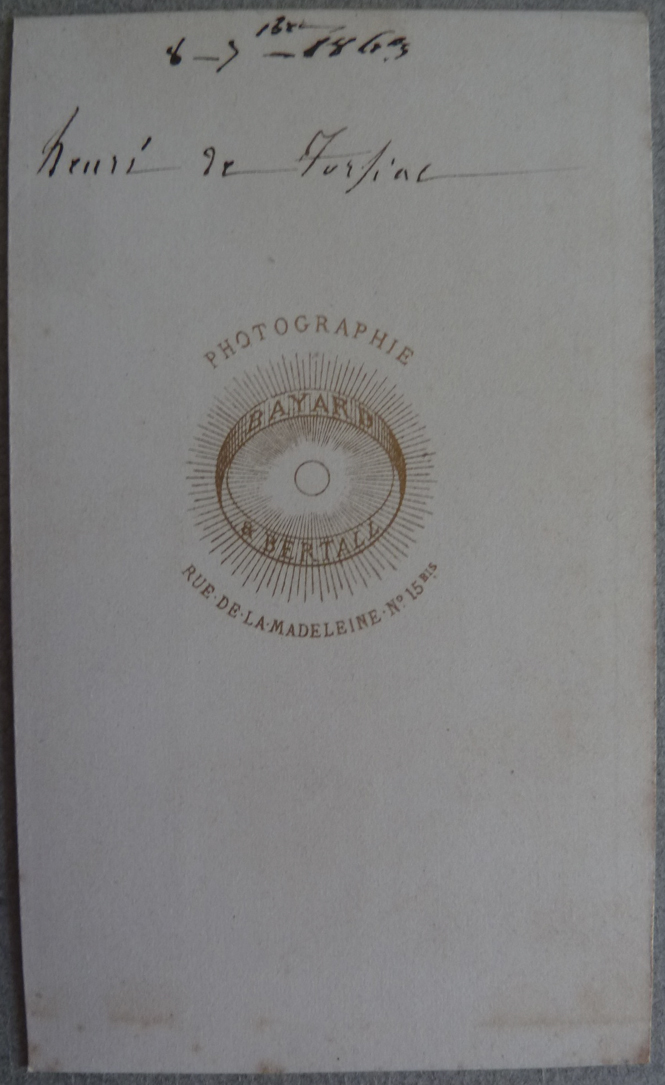 8 – 7bre – 1863
henri de
PHOTOGRAPHIE
BAYARD
& BERTALL
RUE·DE·LA·MADELEINE·Nº 15 BIS